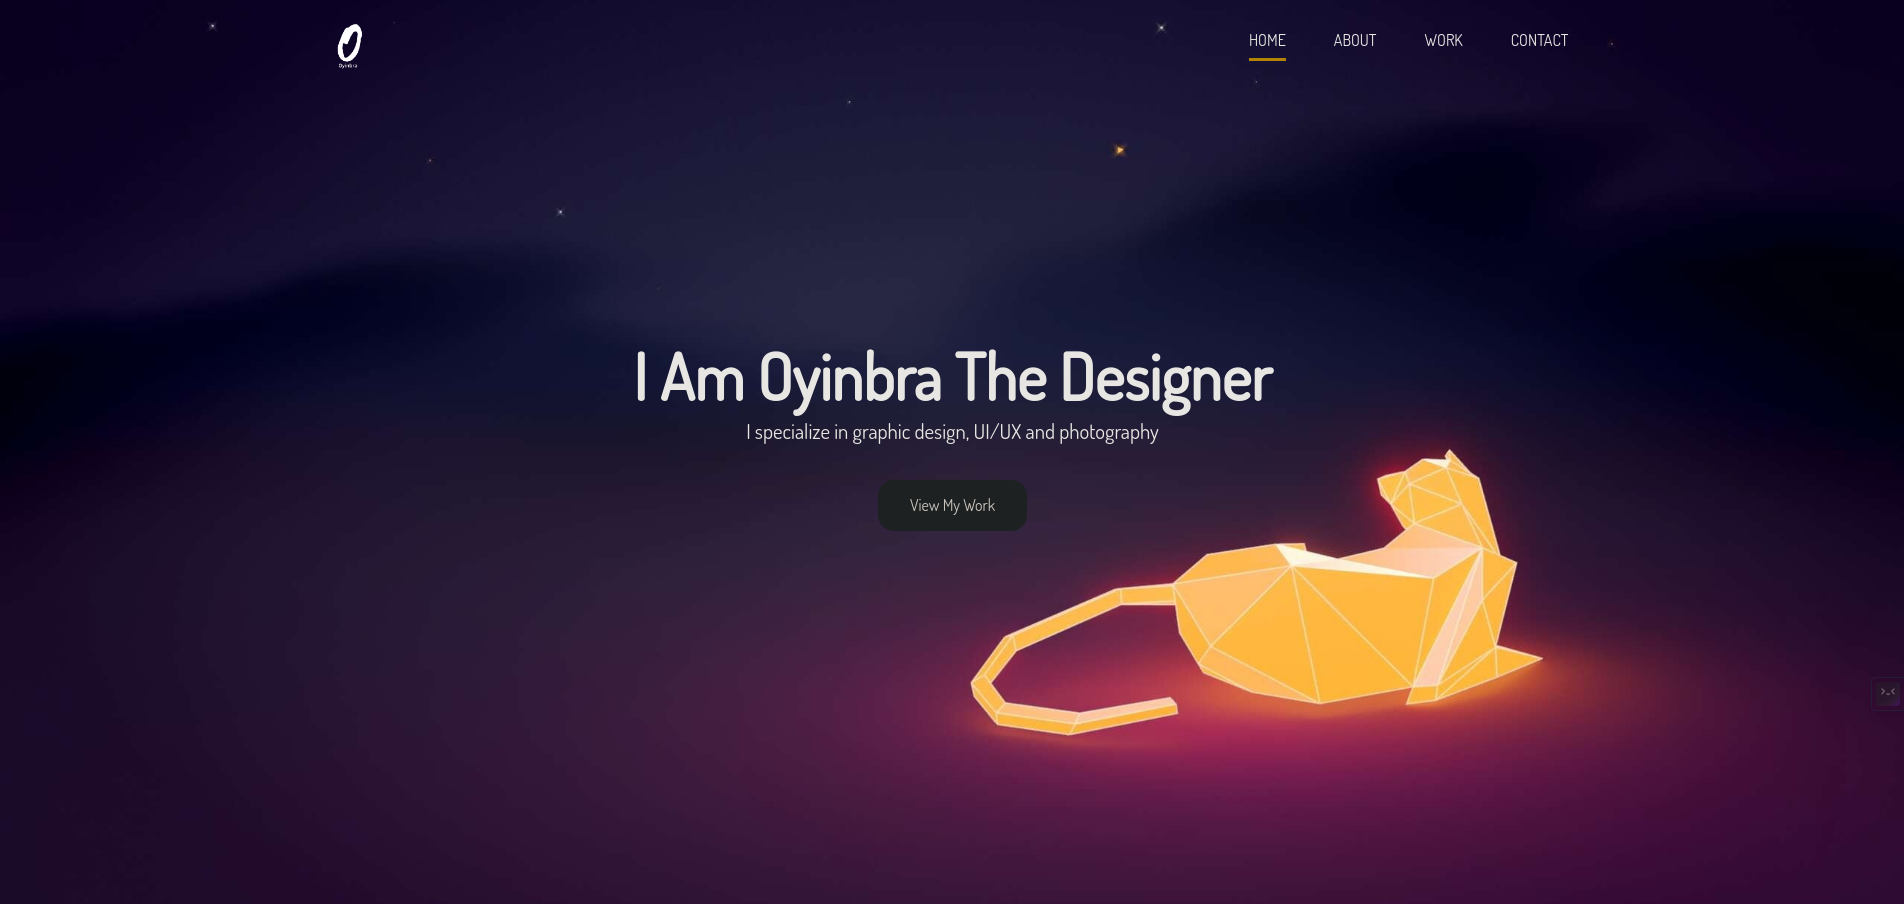 Oyinbra
HOME ABOUT WORK CONTACT
I Am Oyinbra The Designer
I specialize in graphic design, UI/UX and photography
View My Work